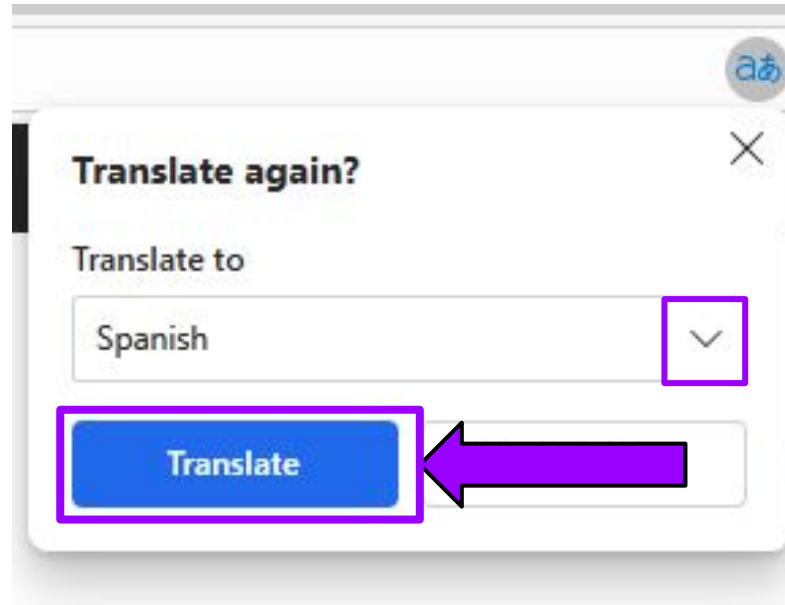 aあ
Translate again?
Translate to
Spanish
Translate